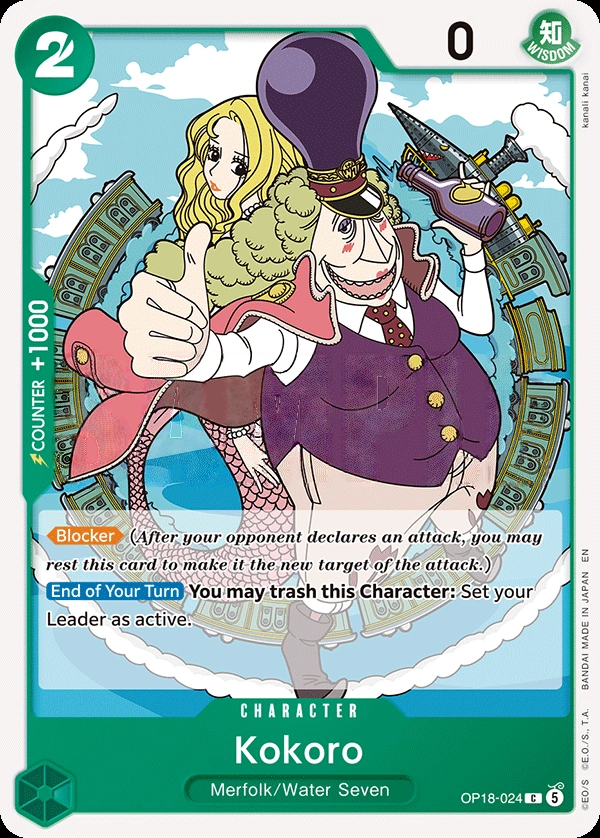 2
0
知
WISDOM
kanali kanai
COUNTER +1000
Blocker (After your opponent declares an attack, you may
rest this card to make it the new target of the attack.)
End of Your Turn You may trash this Character: Set your
Leader as active.
CHARACTER
Kokoro
Merfolk/Water Seven
OP18-024 C 5
©EO/S ©E.O./S., T.A. BANDAI MADE IN JAPAN EN